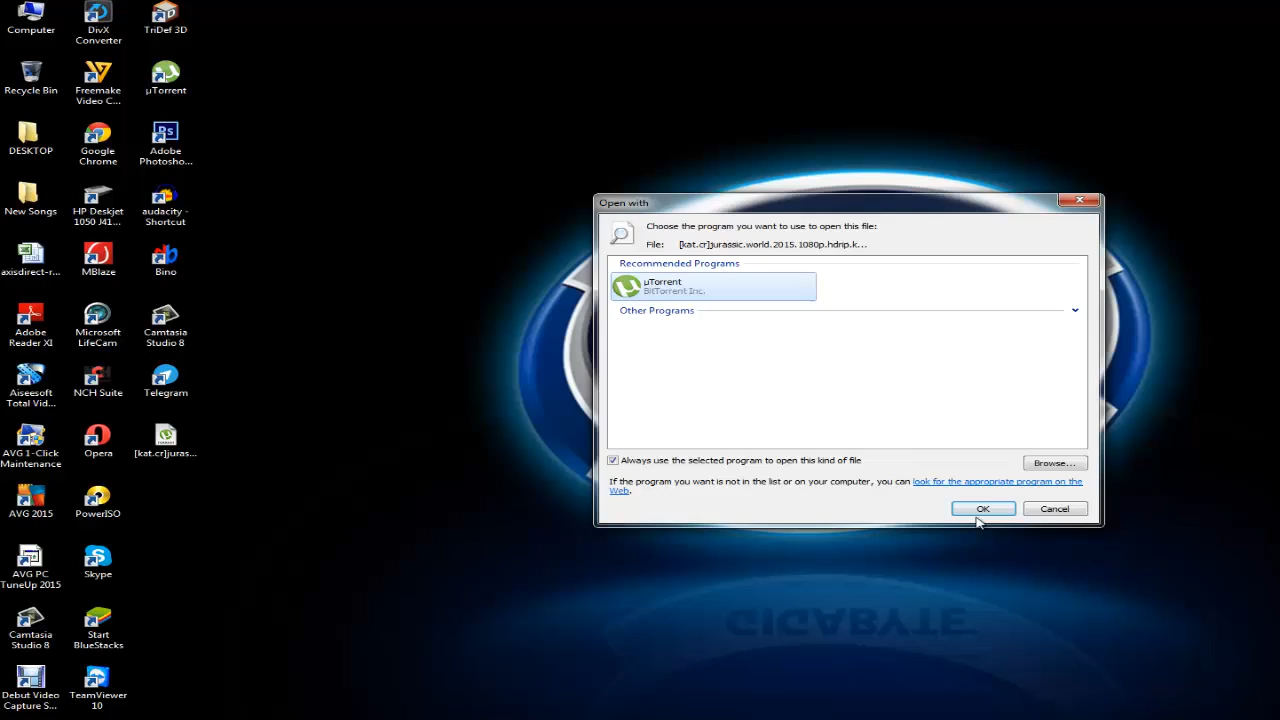 Computer
DivX
Converter
TriDef 3D
Recycle Bin
Freemake
Video C...
µTorrent
DESKTOP
Google
Chrome
Adobe
Photosho...
New Songs
HP Deskjet
1050 J41...
audacity -
Shortcut
axisdirect-r...
MBlaze
Bino
Adobe
Reader XI
Microsoft
LifeCam
Camtasia
Studio 8
Aiseesoft
Total Vid...
NCH Suite
Telegram
AVG 1-Click
Maintenance
Opera
[kat.cr]juras...
AVG 2015
PowerISO
AVG PC
TuneUp 2015
Skype
Camtasia
Studio 8
Start
BlueStacks
Debut Video
Capture S...
TeamViewer
10
Open with
Choose the program you want to use to open this file:
File: [kat.cr]jurassic.world.2015.1080p.hdrip.k...
Recommended Programs
µTorrent
BitTorrent Inc.
Other Programs
Always use the selected program to open this kind of file
Browse...
If the program you want is not in the list or on your computer, you can look for the appropriate program on the
Web.
OK Cancel
GIGABYTE